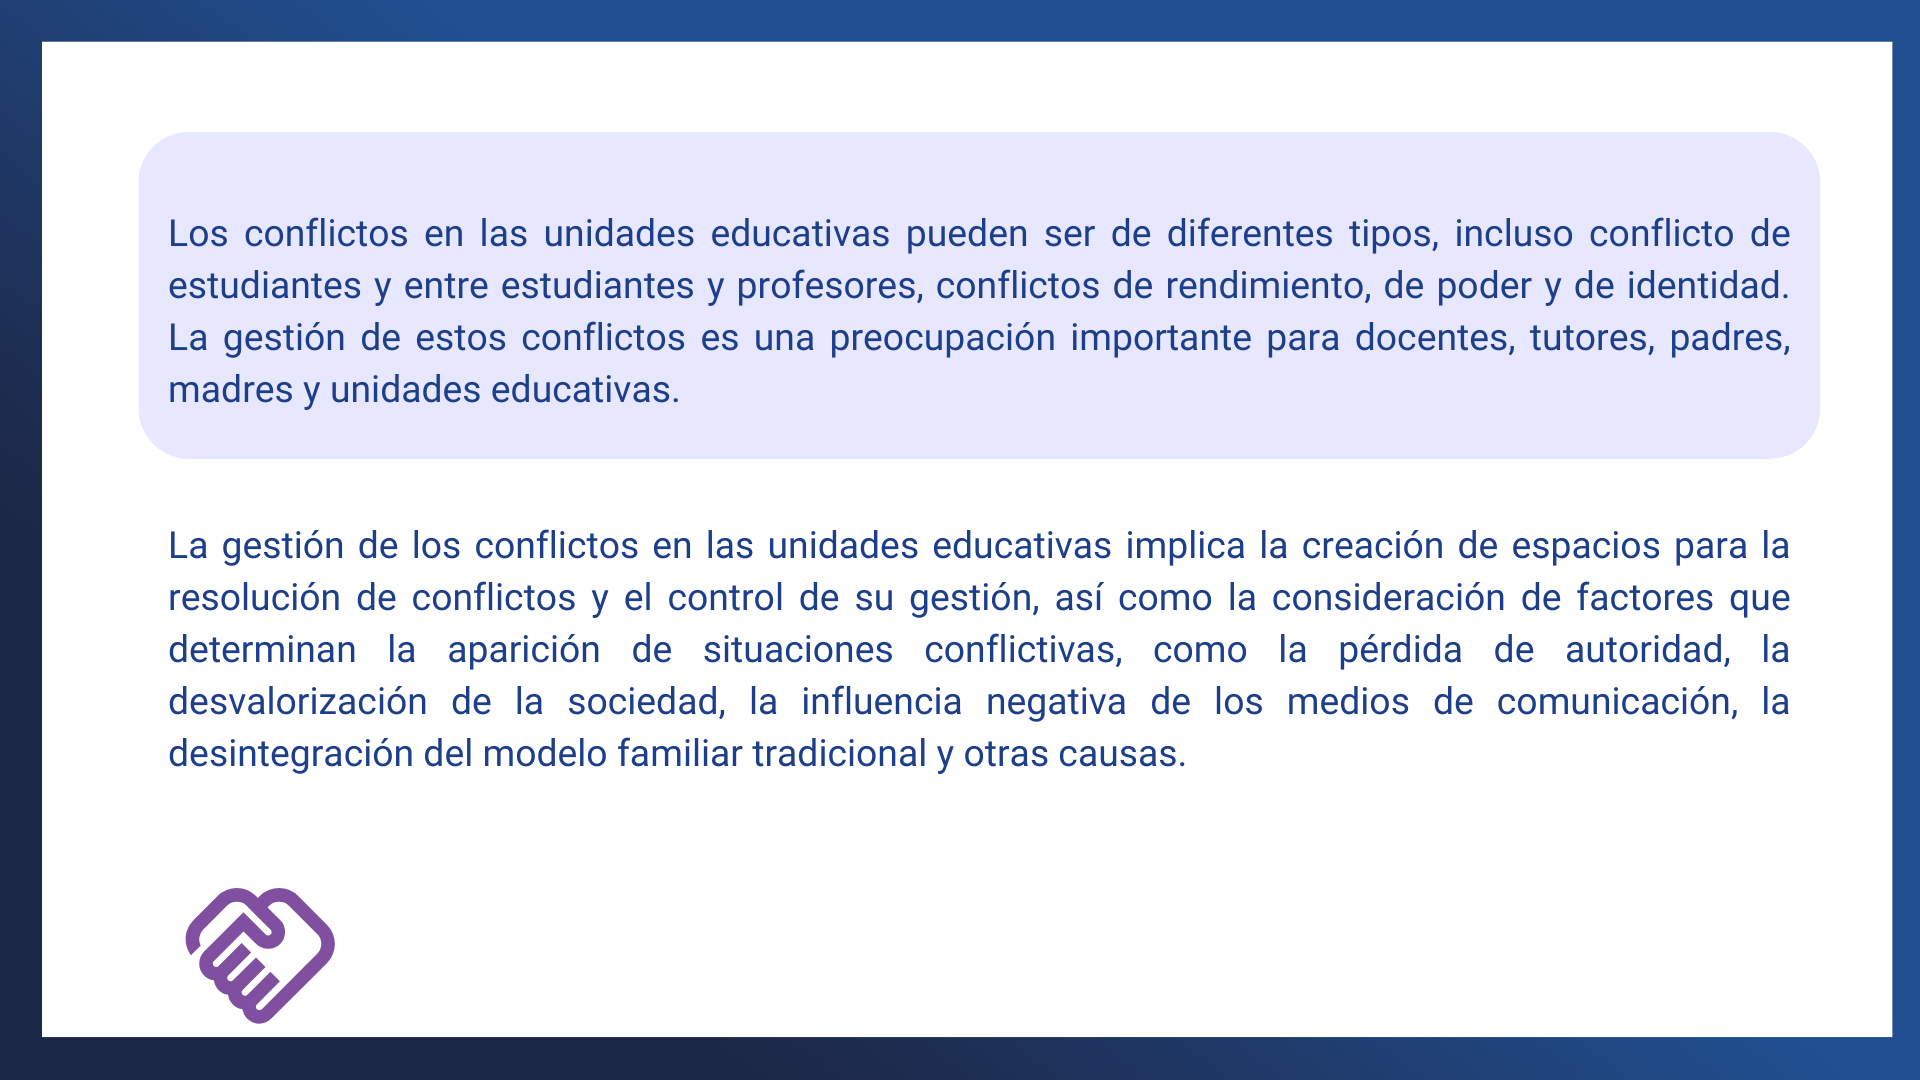 Los conflictos en las unidades educativas pueden ser de diferentes tipos, incluso conflicto de
estudiantes y entre estudiantes y profesores, conflictos de rendimiento, de poder y de identidad.
La gestión de estos conflictos es una preocupación importante para docentes, tutores, padres,
madres y unidades educativas.
La gestión de los conflictos en las unidades educativas implica la creación de espacios para la
resolución de conflictos y el control de su gestión, así como la consideración de factores que
determinan la aparición de situaciones conflictivas, como la pérdida de autoridad, la
desvalorización de la sociedad, la influencia negativa de los medios de comunicación, la
desintegración del modelo familiar tradicional y otras causas.